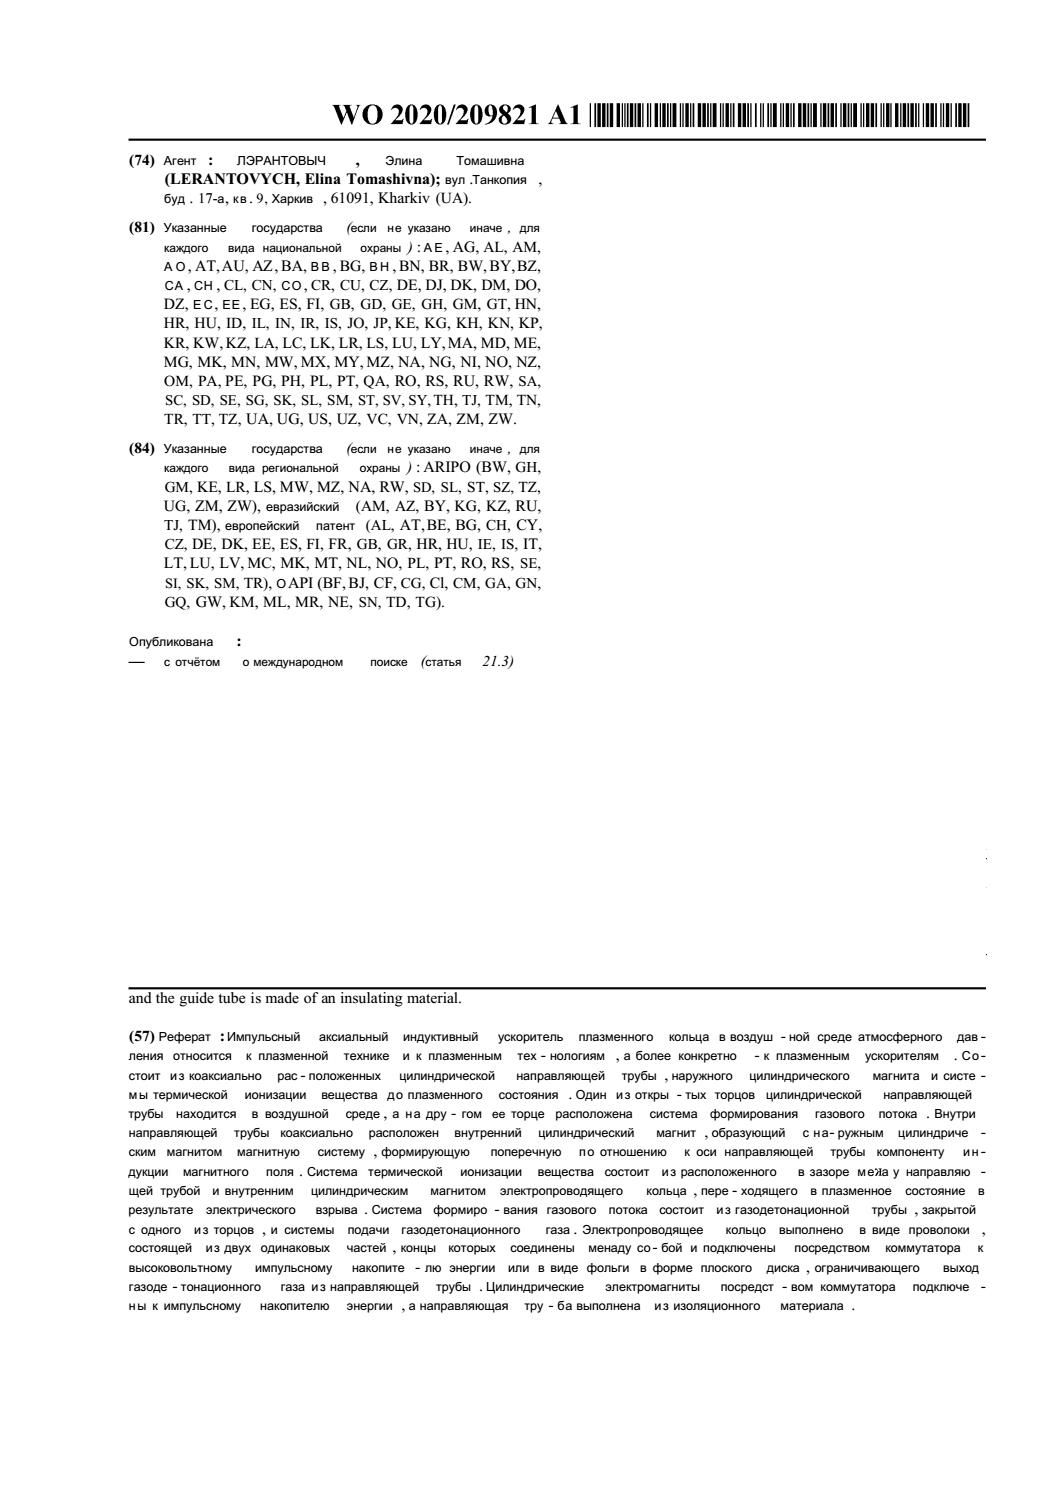 WO 2020/209821 A1
(74) Агент : ЛЭРАНТОВЫЧ , Элина Томашивна
(LERANTOVYCH, Elina Tomashivna); вул .Танкопия ,
буд . 17-а, кв. 9, Харкив , 61091, Kharkiv (UA).
(81) Указанные государства (если не указано иначе , для
каждого вида национальной охраны ) : AE, AG, AL, AM,
AO, AT, AU, AZ, BA, BB, BG, BH, BN, BR, BW, BY, BZ,
CA, CH, CL, CN, CO, CR, CU, CZ, DE, DJ, DK, DM, DO,
DZ, EC, EE, EG, ES, FI, GB, GD, GE, GH, GM, GT, HN,
HR, HU, ID, IL, IN, IR, IS, JO, JP, KE, KG, KH, KN, KP,
KR, KW, KZ, LA, LC, LK, LR, LS, LU, LY, MA, MD, ME,
MG, MK, MN, MW, MX, MY, MZ, NA, NG, NI, NO, NZ,
OM, PA, PE, PG, PH, PL, PT, QA, RO, RS, RU, RW, SA,
SC, SD, SE, SG, SK, SL, SM, ST, SV, SY, TH, TJ, TM, TN,
TR, TT, TZ, UA, UG, US, UZ, VC, VN, ZA, ZM, ZW.
(84) Указанные государства (если не указано иначе , для
каждого вида региональной охраны ) : ARIPO (BW, GH,
GM, KE, LR, LS, MW, MZ, NA, RW, SD, SL, ST, SZ, TZ,
UG, ZM, ZW), евразийский (AM, AZ, BY, KG, KZ, RU,
TJ, TM), европейский патент (AL, AT, BE, BG, CH, CY,
CZ, DE, DK, EE, ES, FI, FR, GB, GR, HR, HU, IE, IS, IT,
LT, LU, LV, MC, MK, MT, NL, NO, PL, PT, RO, RS, SE,
SI, SK, SM, TR), OAPI (BF, BJ, CF, CG, CI, CM, GA, GN,
GQ, GW, KM, ML, MR, NE, SN, TD, TG).
Опубликована :
— с отчётом о международном поиске (статья 21.3)
and the guide tube is made of an insulating material.
(57) Реферат : Импульсный аксиальный индуктивный ускоритель плазменного кольца в воздуш - ной среде атмосферного дав -
ления относится к плазменной технике и к плазменным тех - нологиям , а более конкретно - к плазменным ускорителям . Со -
стоит из коаксиально рас - положенных цилиндрической направляющей трубы , наружного цилиндрического магнита и систе -
мы термической ионизации вещества до плазменного состояния . Один из откры - тых торцов цилиндрической направляющей
трубы находится в воздушной среде , а на дру - гом ее торце расположена система формирования газового потока . Внутри
направляющей трубы коаксиально расположен внутренний цилиндрический магнит , образующий с на- ружным цилиндриче -
ским магнитом магнитную систему , формирующую поперечную по отношению к оси направляющей трубы компоненту ин -
дукции магнитного поля . Система термической ионизации вещества состоит из расположенного в зазоре межа у направляю -
щей трубой и внутренним цилиндрическим магнитом электропроводящего кольца , пере - ходящего в плазменное состояние в
результате электрического взрыва . Система формиро - вания газового потока состоит из газодетонационной трубы , закрытой
с одного из торцов , и системы подачи газодетонационного газа . Электропроводящее кольцо выполнено в виде проволоки ,
состоящей из двух одинаковых частей , концы которых соединены менаду со - бой и подключены посредством коммутатора к
высоковольтному импульсному накопите - лю энергии или в виде фольги в форме плоского диска , ограничивающего выход
газоде - тонационного газа из направляющей трубы . Цилиндрические электромагниты посредст - вом коммутатора подключе -
ны к импульсному накопителю энергии , а направляющая тру - ба выполнена из изоляционного материала .